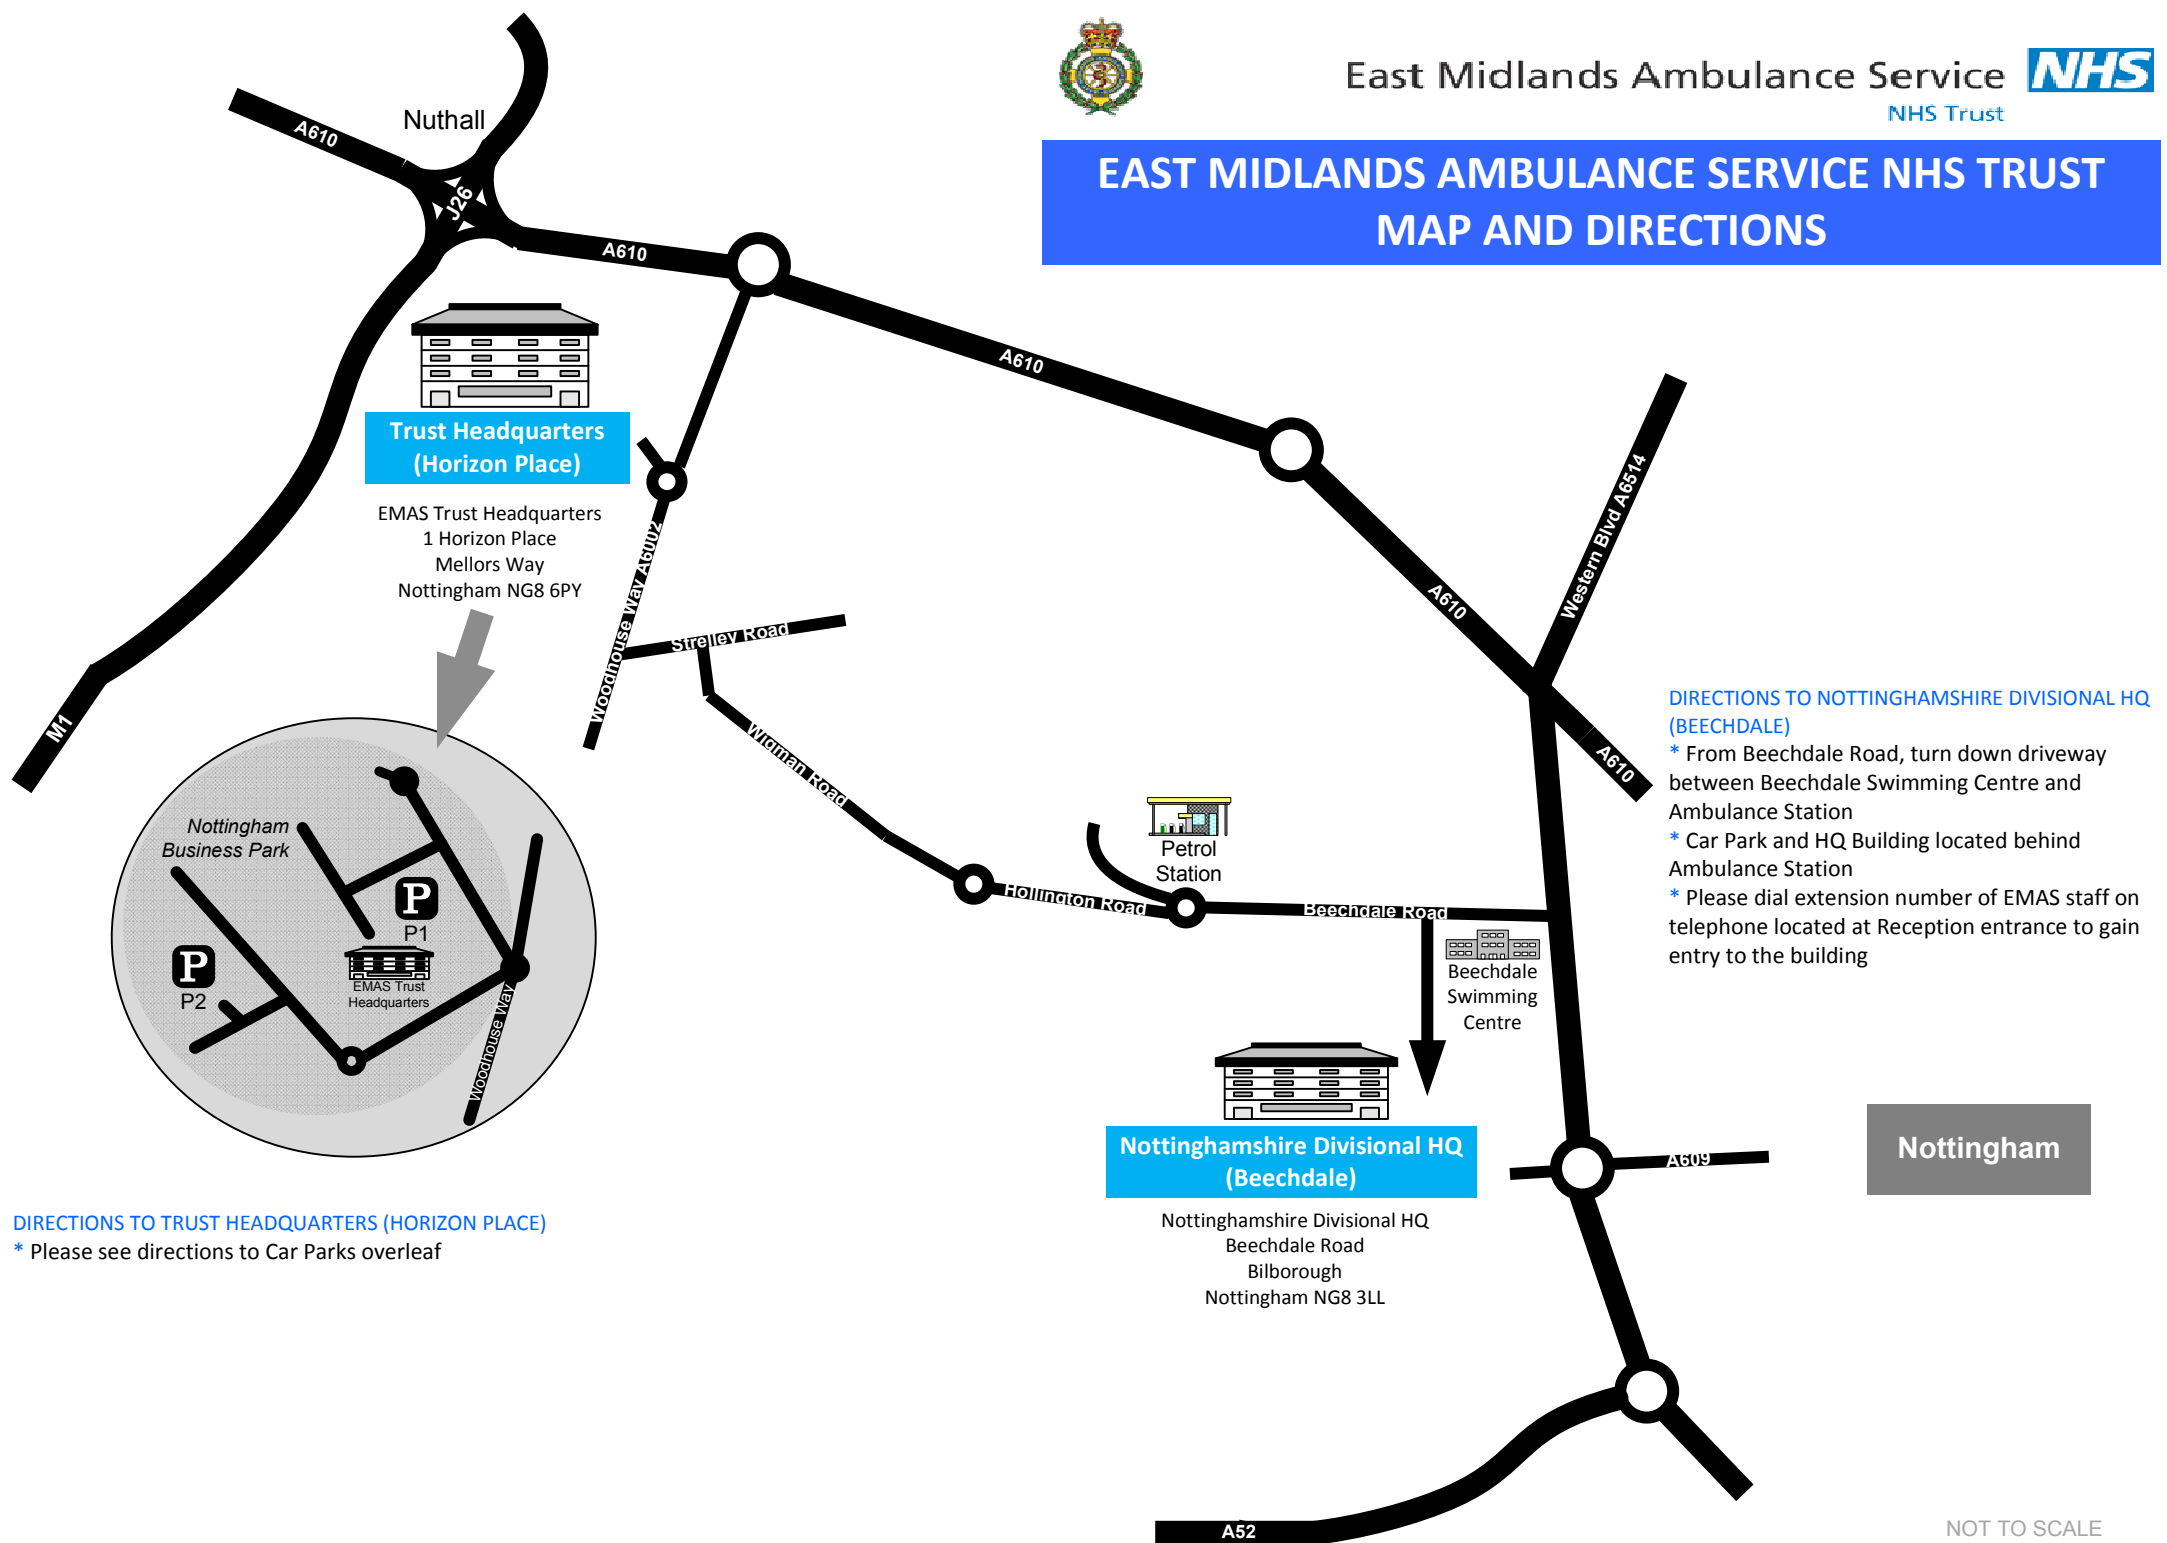 East Midlands Ambulance Service NHS
NHS Trust
EAST MIDLANDS AMBULANCE SERVICE NHS TRUST
MAP AND DIRECTIONS
Nuthall
A610
J26
A610
A610
Trust Headquarters
(Horizon Place)
EMAS Trust Headquarters
1 Horizon Place
Mellors Way
Nottingham NG8 6PY
Woodhouse Way A6002
Strelley Road
Western Blvd A6514
A610
A610
M1
Wigman Road
Hollington Road
Petrol
Station
Beechdale Road
Beechdale
Swimming
Centre
DIRECTIONS TO NOTTINGHAMSHIRE DIVISIONAL HQ
(BEECHDALE)
* From Beechdale Road, turn down driveway
between Beechdale Swimming Centre and
Ambulance Station
* Car Park and HQ Building located behind
Ambulance Station
* Please dial extension number of EMAS staff on
telephone located at Reception entrance to gain
entry to the building
Nottingham
Business Park
P
P1
P
P2
EMAS Trust
Headquarters
Woodhouse Way
Nottinghamshire Divisional HQ
(Beechdale)
Nottinghamshire Divisional HQ
Beechdale Road
Bilborough
Nottingham NG8 3LL
A609
Nottingham
DIRECTIONS TO TRUST HEADQUARTERS (HORIZON PLACE)
* Please see directions to Car Parks overleaf
A52
NOT TO SCALE